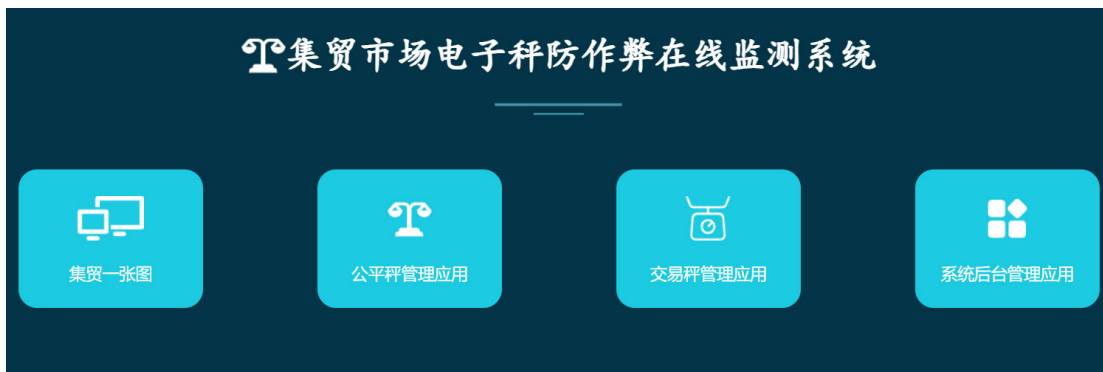 集贸市场电子秤防作弊在线监测系统
集贸一张图
公平秤管理应用
交易秤管理应用
系统后台管理应用